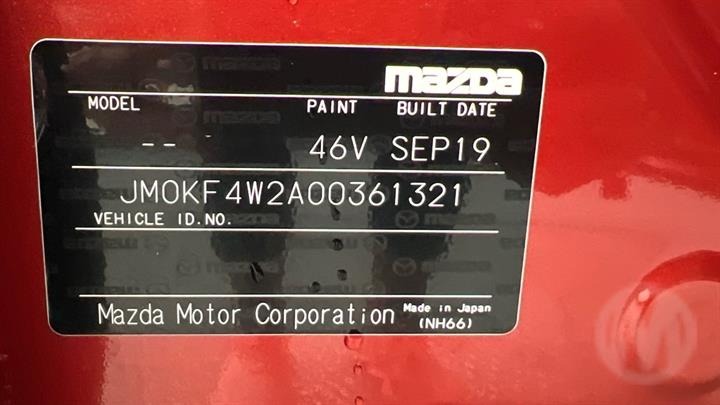 mazda
MODEL PAINT BUILT DATE
-- 46V SEP19
JM0KF4W2A00361321
VEHICLE ID.NO.
Mazda Motor Corporation Made in Japan
(NH66)